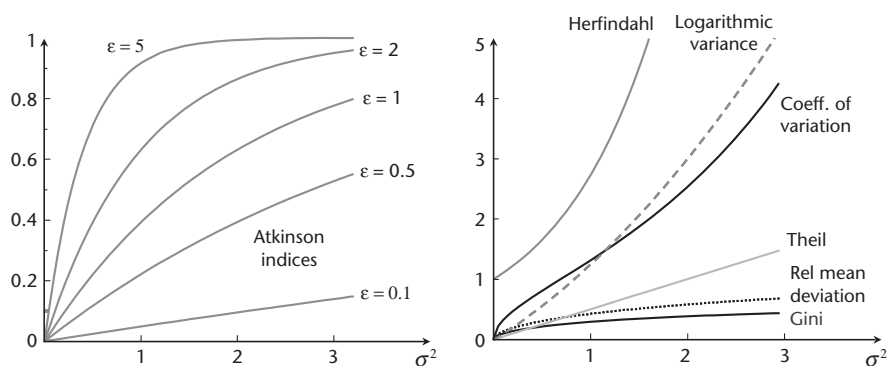 1
0.8
0.6
0.4
0.2
0
1
2
3
σ²
ε = 5
ε = 2
ε = 1
ε = 0.5
Atkinson
indices
ε = 0.1
5
4
3
2
1
0
1
2
3
σ²
Herfindahl
Logarithmic
variance
Coeff. of
variation
Theil
Rel mean
deviation
Gini